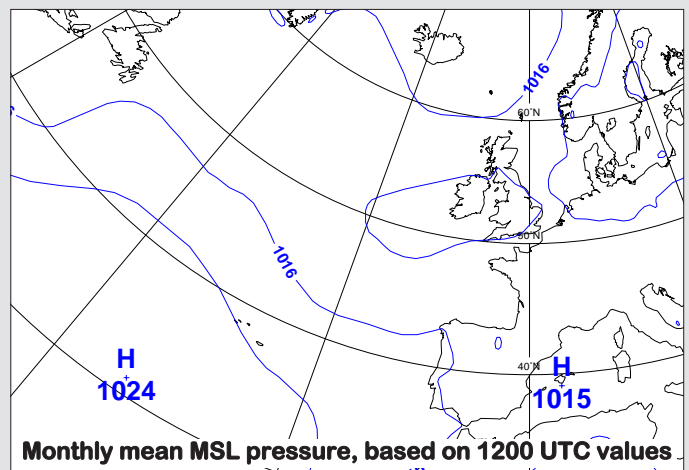 1016
60°N
1016
50°N
40°N
H
1024
H
1015
Monthly mean MSL pressure, based on 1200 UTC values